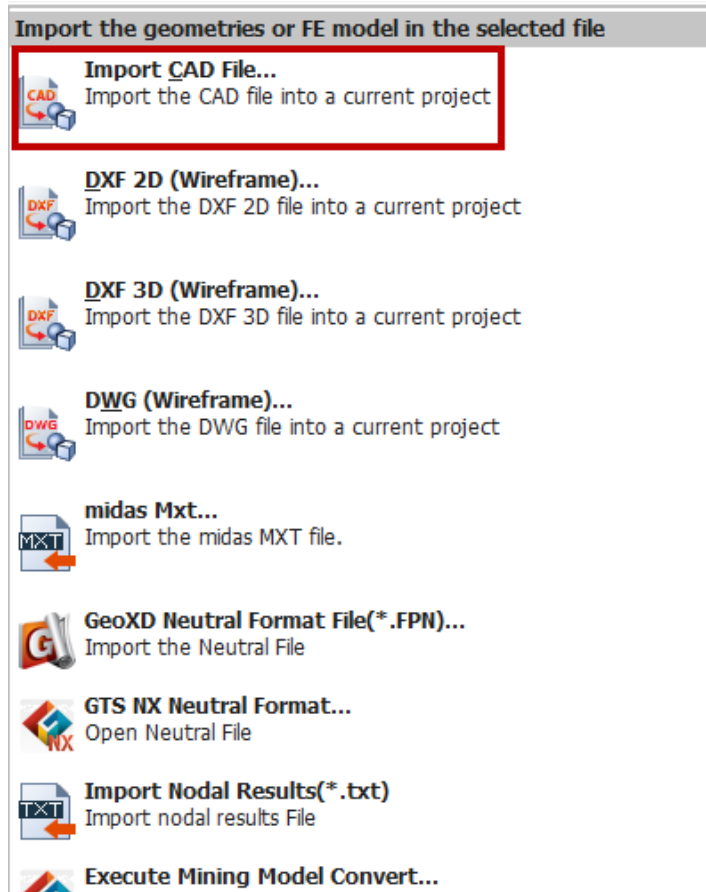 Import the geometries or FE model in the selected file
CAD
Import CAD File...
Import the CAD file into a current project
DXF
DXF 2D (Wireframe)...
Import the DXF 2D file into a current project
DXF
DXF 3D (Wireframe)...
Import the DXF 3D file into a current project
DWG
DWG (Wireframe)...
Import the DWG file into a current project
MXT
midas Mxt...
Import the midas MXT file.
G
GeoXD Neutral Format File(*.FPN)...
Import the Neutral File
NX
GTS NX Neutral Format...
Open Neutral File
TXT
Import Nodal Results(*.txt)
Import nodal results File
Execute Mining Model Convert...